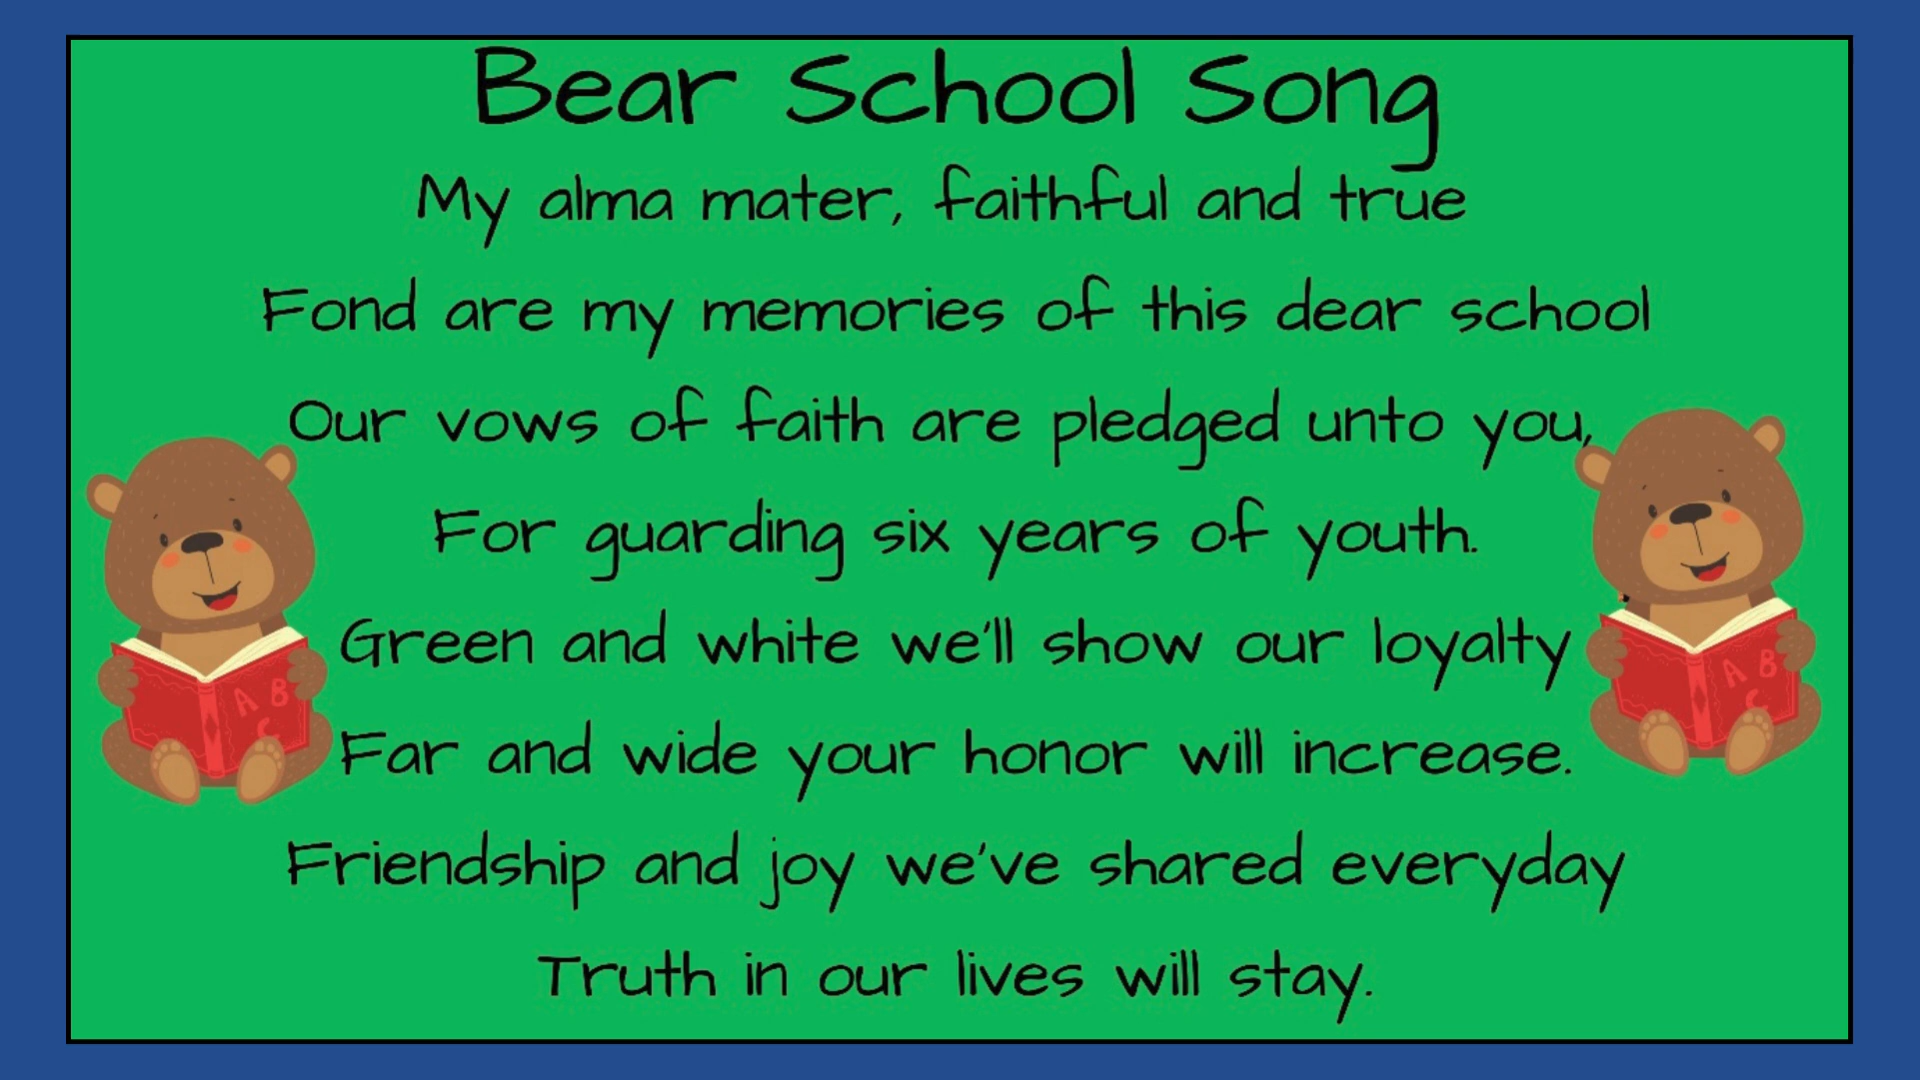 Bear School Song
My alma mater, faithful and true
Fond are my memories of this dear school
Our vows of faith are pledged unto you,
For guarding six years of youth.
Green and white we'll show our loyalty
Far and wide your honor will increase.
Friendship and joy we've shared everyday
Truth in our lives will stay.
A B
C
A B
C